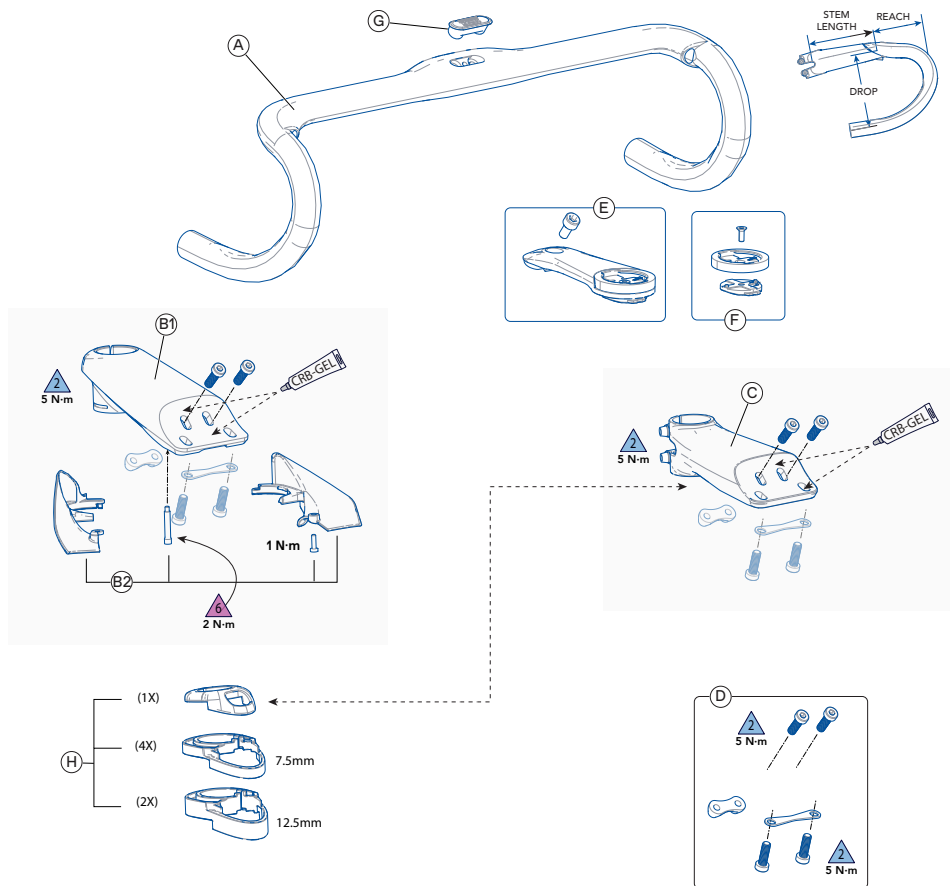 G
A
STEM
LENGTH
REACH
DROP
E
F
B1
2
5 N·m
CRB-GEL
1 N·m
B2
6
2 N·m
C
2
5 N·m
CRB-GEL
H
(1X)
(4X)
7.5mm
(2X)
12.5mm
D
2
5 N·m
2
5 N·m